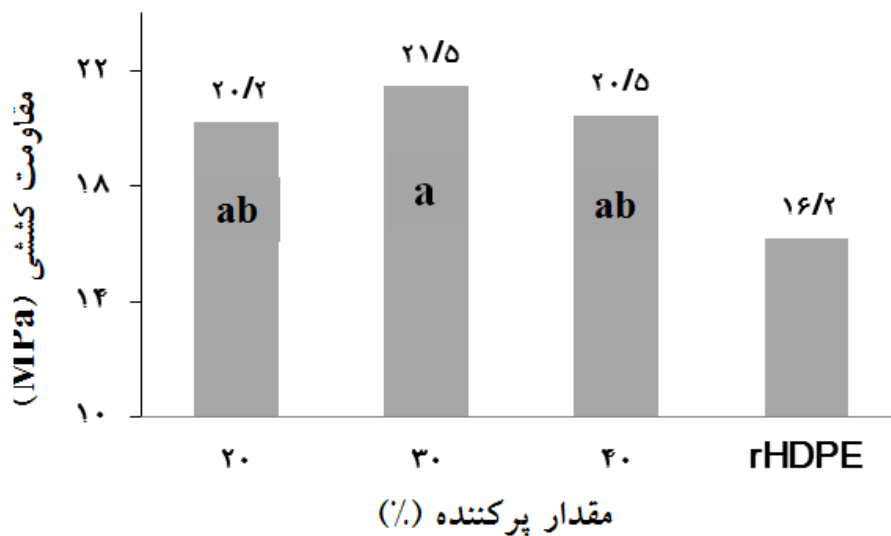 مقاومت کششی (MPa)
۲۲
۱۸
۱۴
۱۰
۲۰/۲
۲۱/۵
۲۰/۵
۱۶/۲
ab
a
ab
۲۰
۳۰
۴۰
rHDPE
مقدار پرکننده (٪)